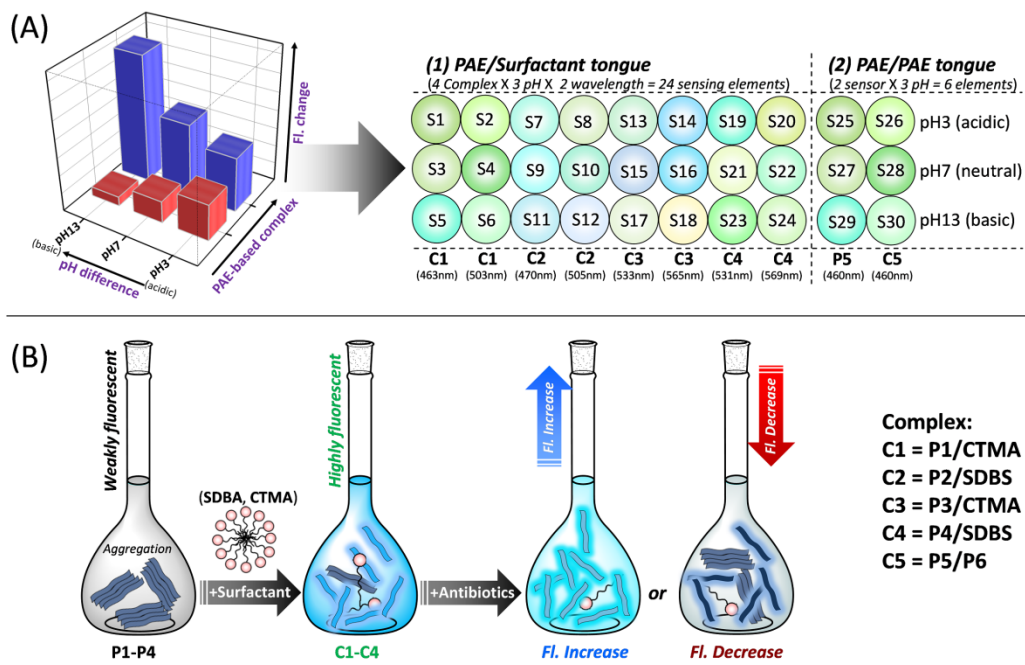 (A)
Fl. change
pH13
(basic)
pH7
pH3
(acidic)
pH difference
PAE-based complex
(1) PAE/Surfactant tongue
(4 Complex X 3 pH X 2 wavelength = 24 sensing elements)
(2) PAE/PAE tongue
(2 sensor X 3 pH = 6 elements)
S1 S2 S7 S8 S13 S14 S19 S20 S25 S26 pH3 (acidic)
S3 S4 S9 S10 S15 S16 S21 S22 S27 S28 pH7 (neutral)
S5 S6 S11 S12 S17 S18 S23 S24 S29 S30 pH13 (basic)
C1 C1 C2 C2 C3 C3 C4 C4 P5 C5
(463nm) (503nm) (470nm) (505nm) (533nm) (565nm) (531nm) (569nm) (460nm) (460nm)
(B)
Weakly fluorescent
Aggregation
P1-P4
(SDBA, CTMA)
+Surfactant
Highly fluorescent
C1-C4
+Antibiotics
Fl. Increase
Fl. Increase
or
Fl. Decrease
Fl. Decrease
Complex:
C1 = P1/CTMA
C2 = P2/SDBS
C3 = P3/CTMA
C4 = P4/SDBS
C5 = P5/P6